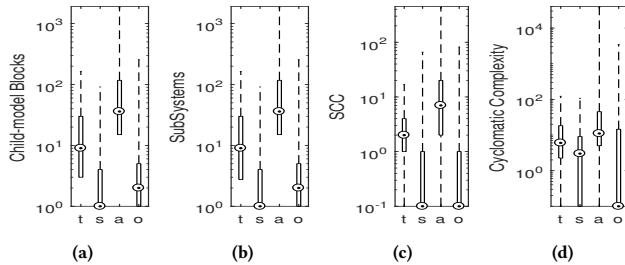 Child-model Blocks
10³
10²
10¹
10⁰
t s a o
(a)
SubSystems
10³
10²
10¹
10⁰
t s a o
(b)
SCC
10²
10¹
10⁰
10⁻¹
t s a o
(c)
Cyclomatic Complexity
10⁴
10²
10⁰
t s a o
(d)